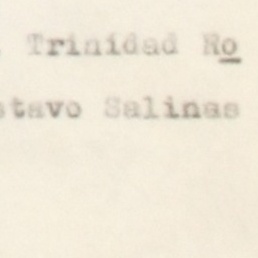 . Trinidad Ro
stavo Salinas